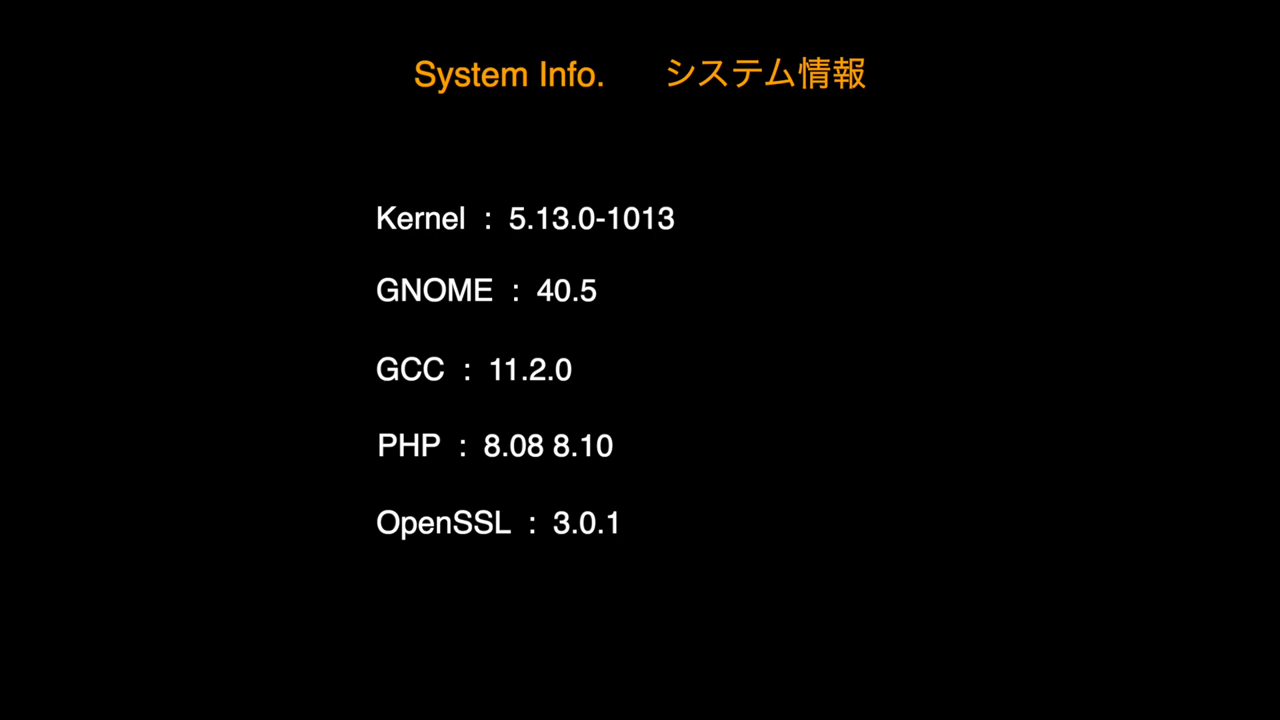 System Info. システム情報
Kernel : 5.13.0-1013
GNOME : 40.5
GCC : 11.2.0
PHP : 8.08 8.10
OpenSSL : 3.0.1